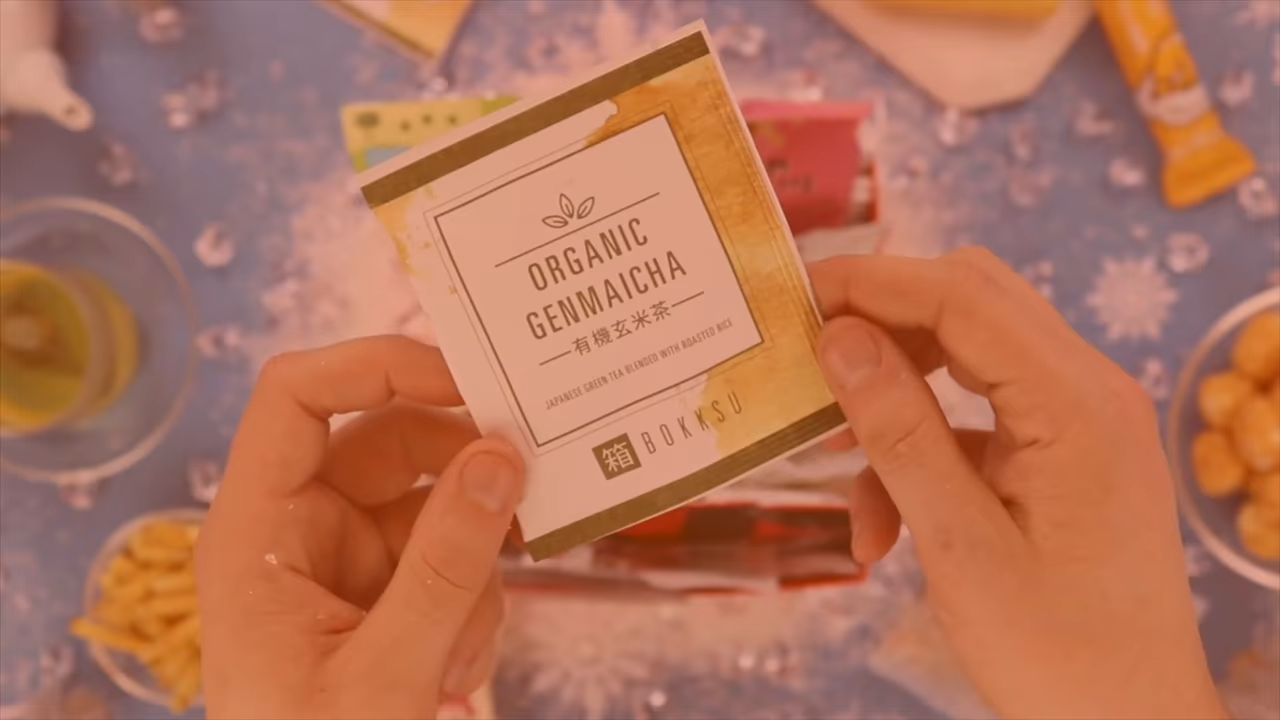 ORGANIC
GENMAICHA
有機玄米茶
JAPANESE GREEN TEA BLENDED WITH ROASTED RICE
箱 BOKKSU